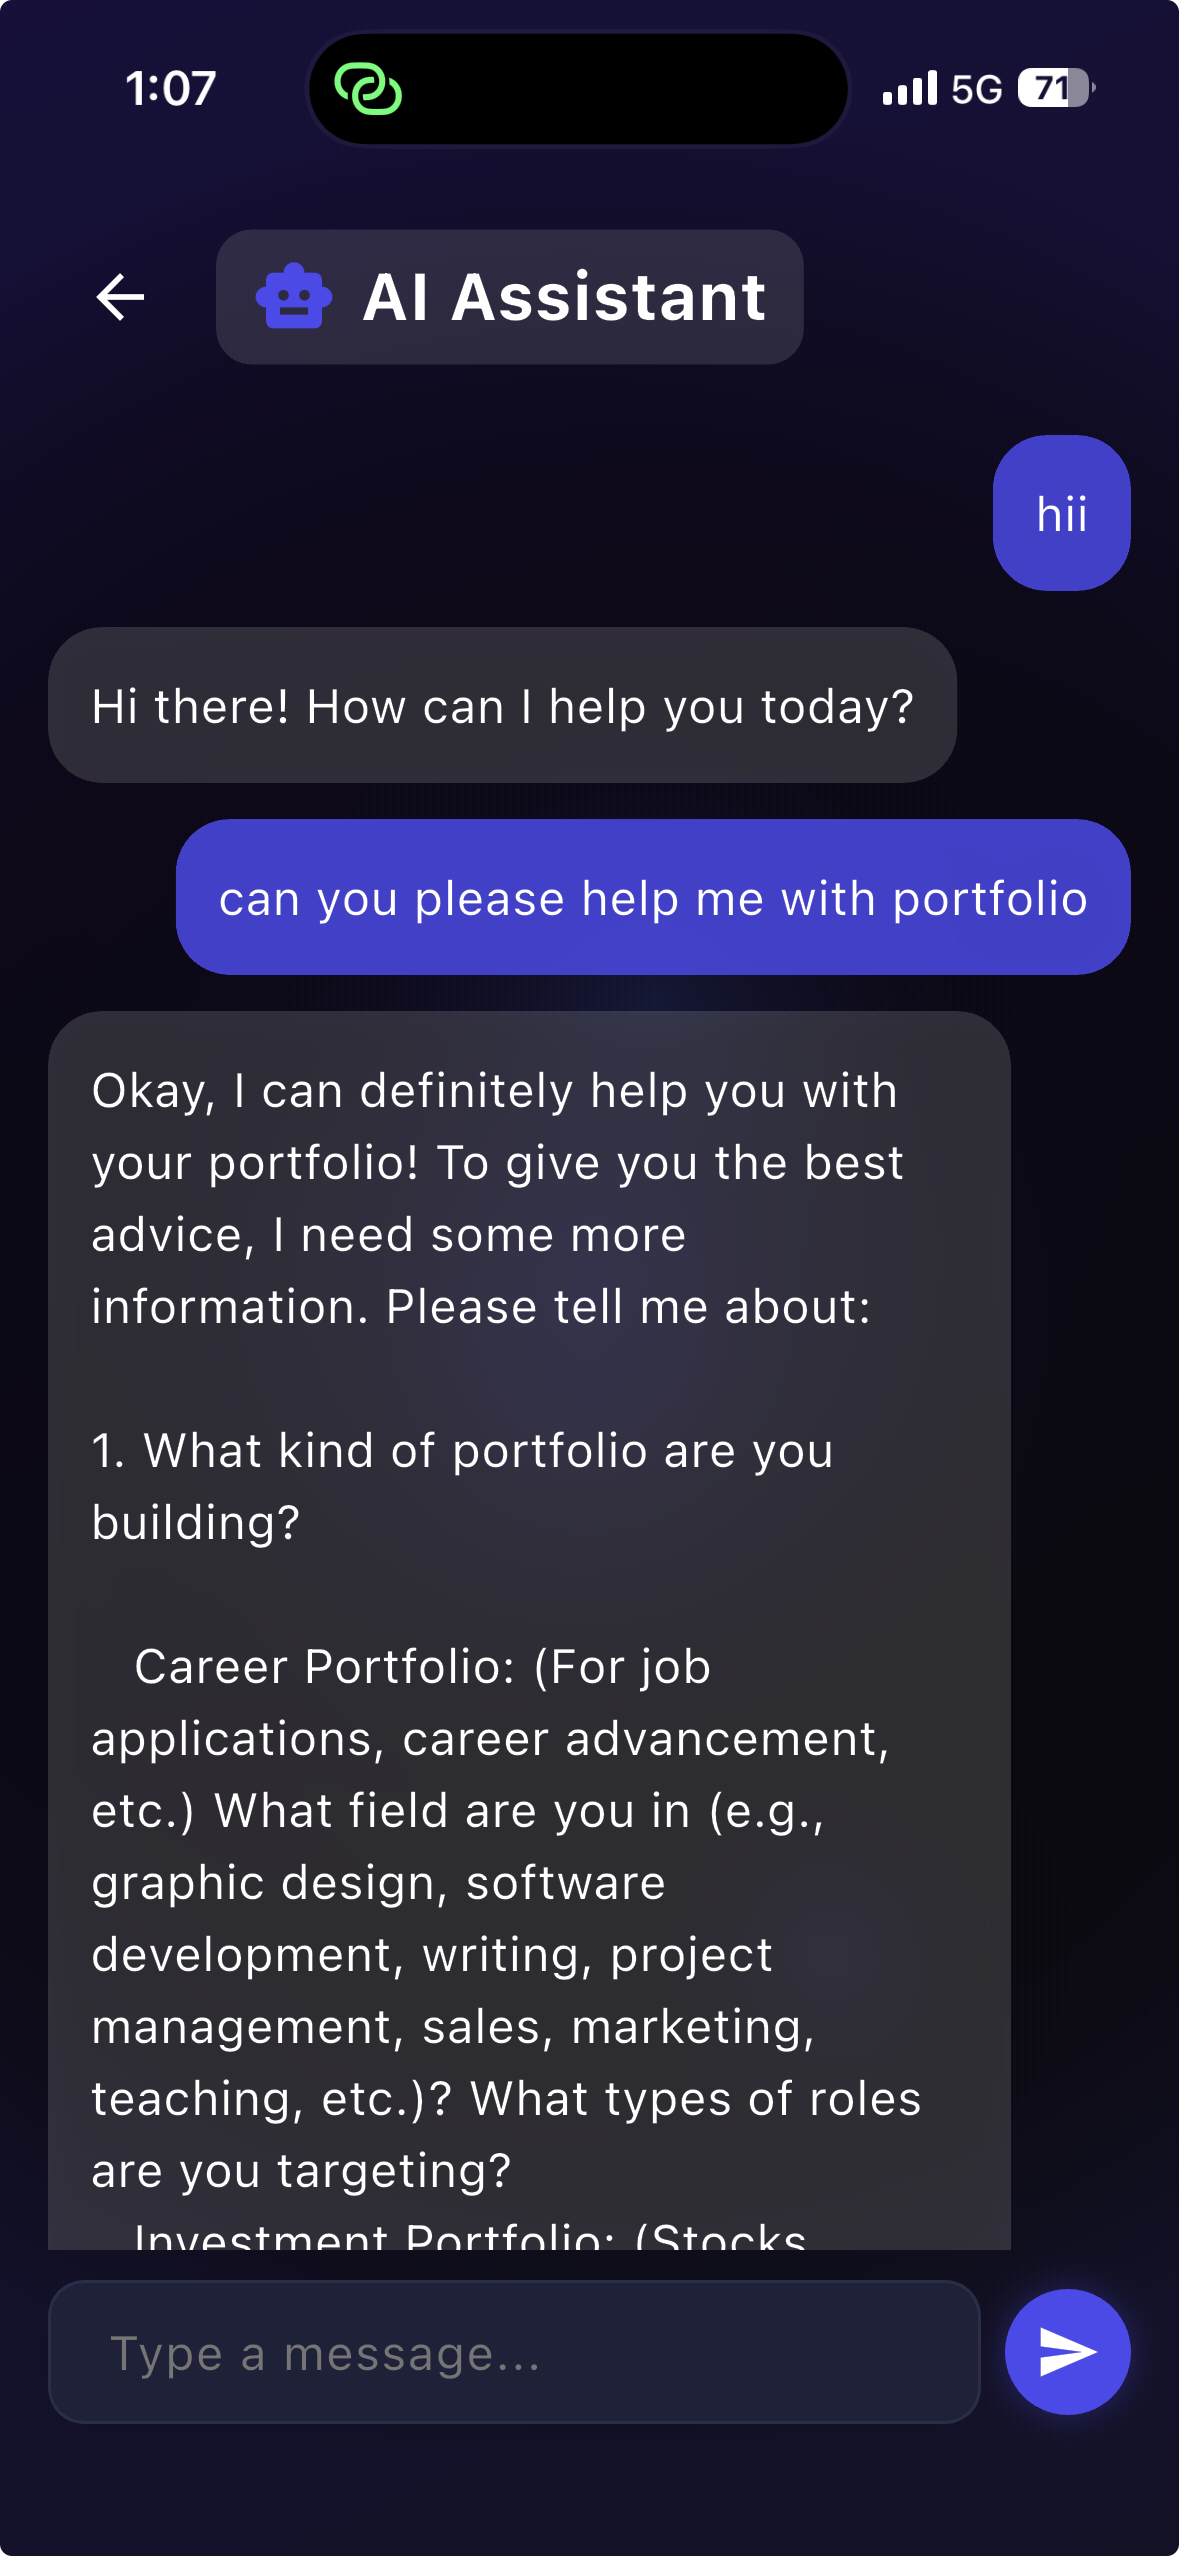 1:07
5G
71
AI Assistant
hii
Hi there! How can I help you today?
can you please help me with portfolio
Okay, I can definitely help you with
your portfolio! To give you the best
advice, I need some more
information. Please tell me about:
1. What kind of portfolio are you
building?
Career Portfolio: (For job
applications, career advancement,
etc.) What field are you in (e.g.,
graphic design, software
development, writing, project
management, sales, marketing,
teaching, etc.)? What types of roles
are you targeting?
Investment Portfolio: (Stocks
Type a message...